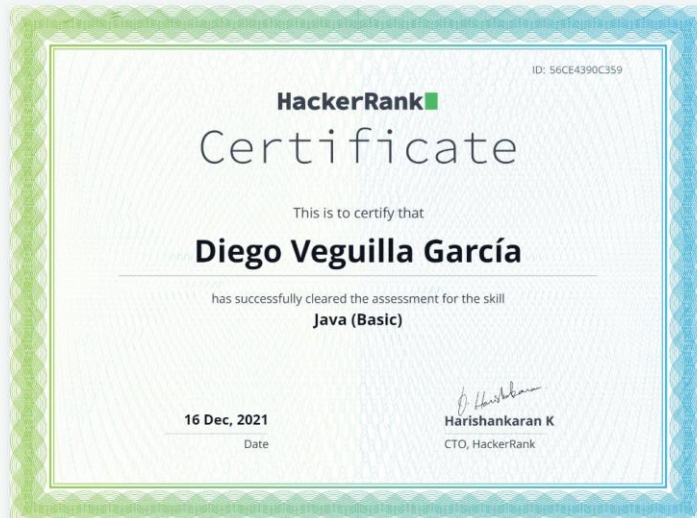 ID: 56CE4390C359
HackerRank
Certificate
This is to certify that
Diego Veguilla García
has successfully cleared the assessment for the skill
Java (Basic)
16 Dec, 2021
Date
Harishankaran K
CTO, HackerRank